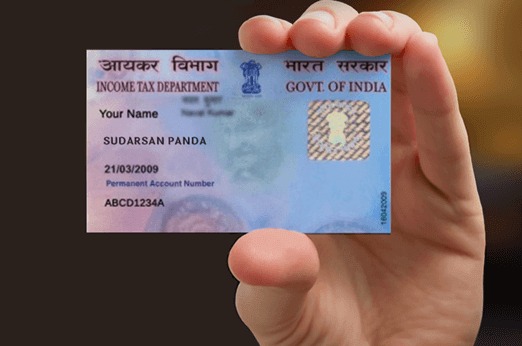 आयकर विभाग
INCOME TAX DEPARTMENT
भारत सरकार
GOVT. OF INDIA
Your Name
SUDARSAN PANDA
21/03/2009
Permanent Account Number
ABCD1234A
18042009